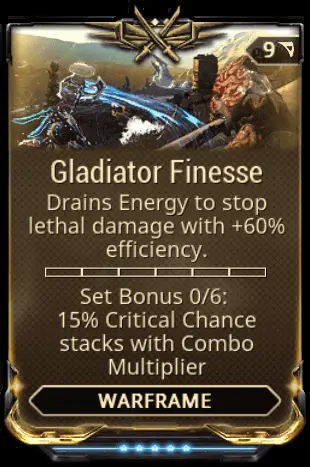 9
Gladiator Finesse
Drains Energy to stop
lethal damage with +60%
efficiency.
Set Bonus 0/6:
15% Critical Chance
stacks with Combo
Multiplier
WARFRAME